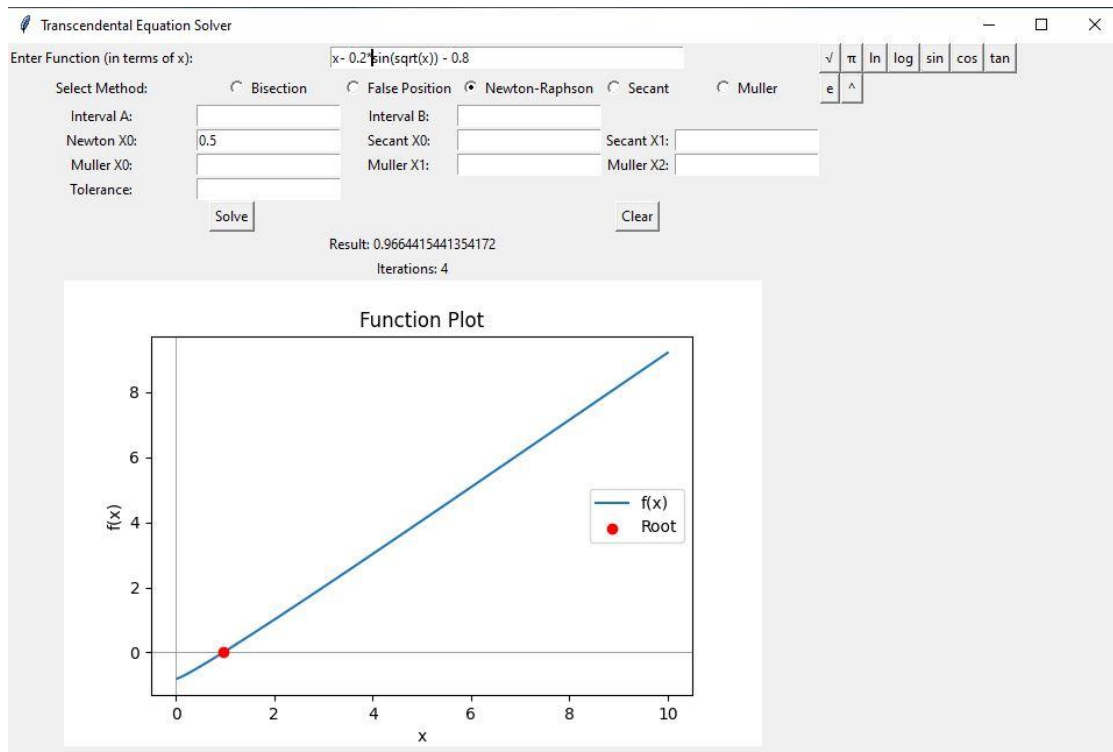 Transcendental Equation Solver
Enter Function (in terms of x): x- 0.2*sin(sqrt(x)) - 0.8 √ π ln log sin cos tan
Select Method: Bisection False Position Newton-Raphson Secant Muller e ^
Interval A: Interval B:
Newton X0: 0.5 Secant X0: Secant X1:
Muller X0: Muller X1: Muller X2:
Tolerance:
Solve Clear
Result: 0.9664415441354172
Iterations: 4
Function Plot
8
6
4
2
0
f(x)
f(x)
Root
0 2 4 6 8 10
x